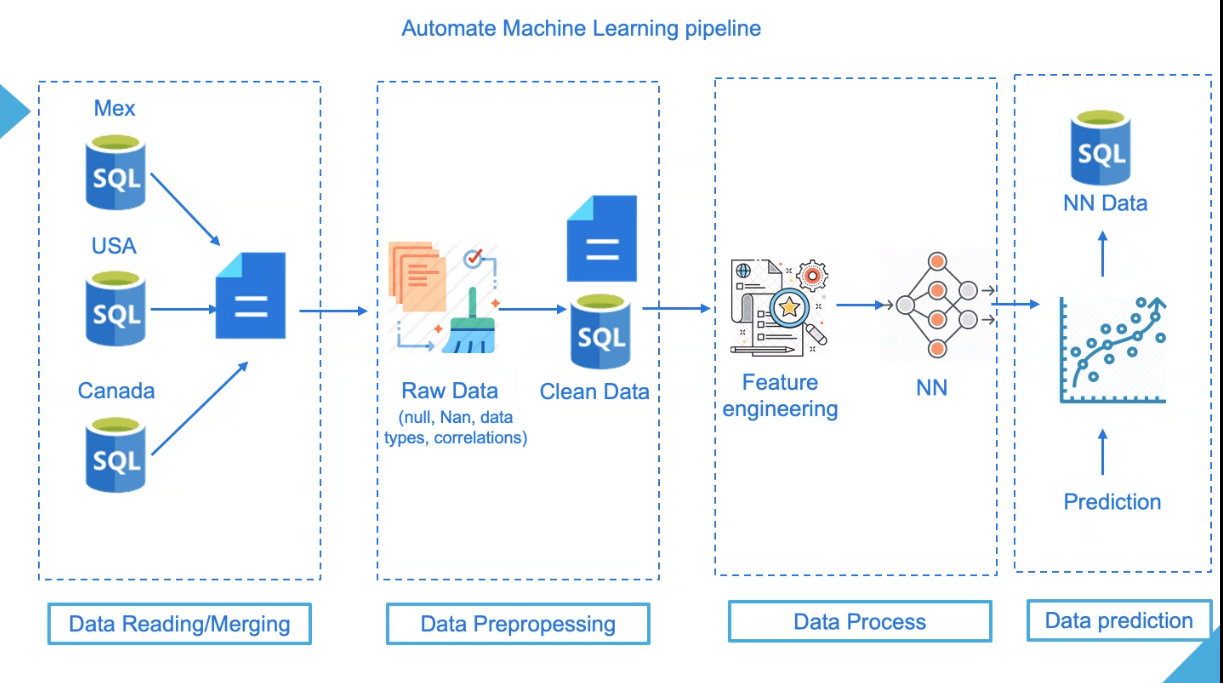 Automate Machine Learning pipeline
Mex
SQL
USA
SQL
Canada
SQL
Data Reading/Merging
Raw Data
(null, Nan, data
types, correlations)
SQL
Clean Data
Data Prepropessing
Feature
engineering
NN
Data Process
SQL
NN Data
Prediction
Data prediction